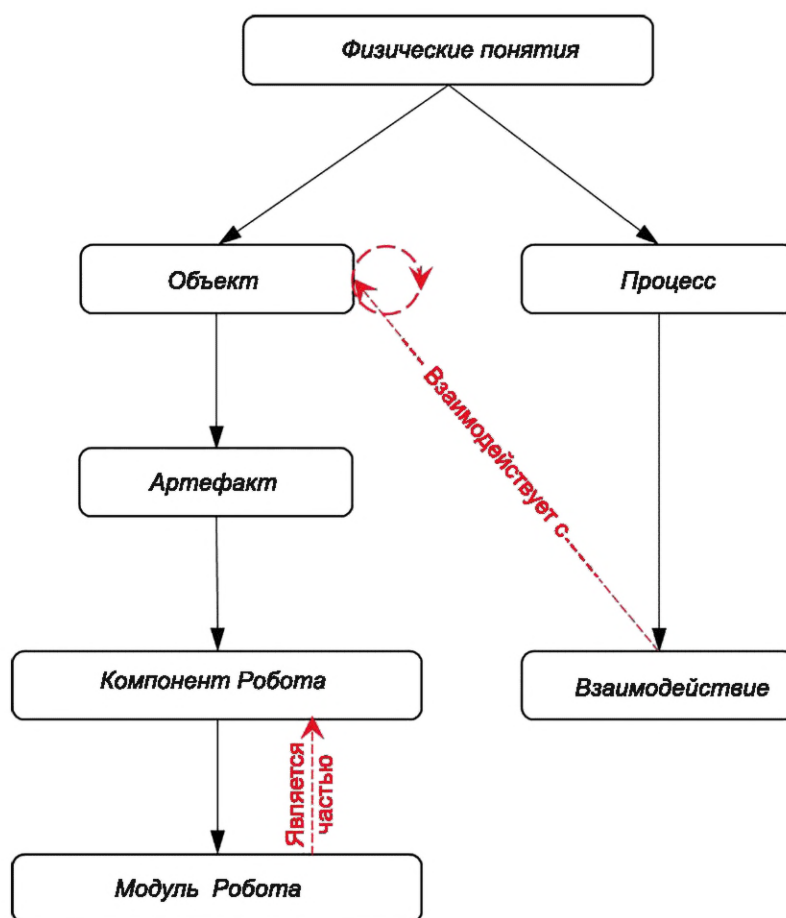 Физические понятия
Объект
Процесс
Взаимодействует с
Артефакт
Компонент Робота
Взаимодействие
Является
частью
Модуль Робота